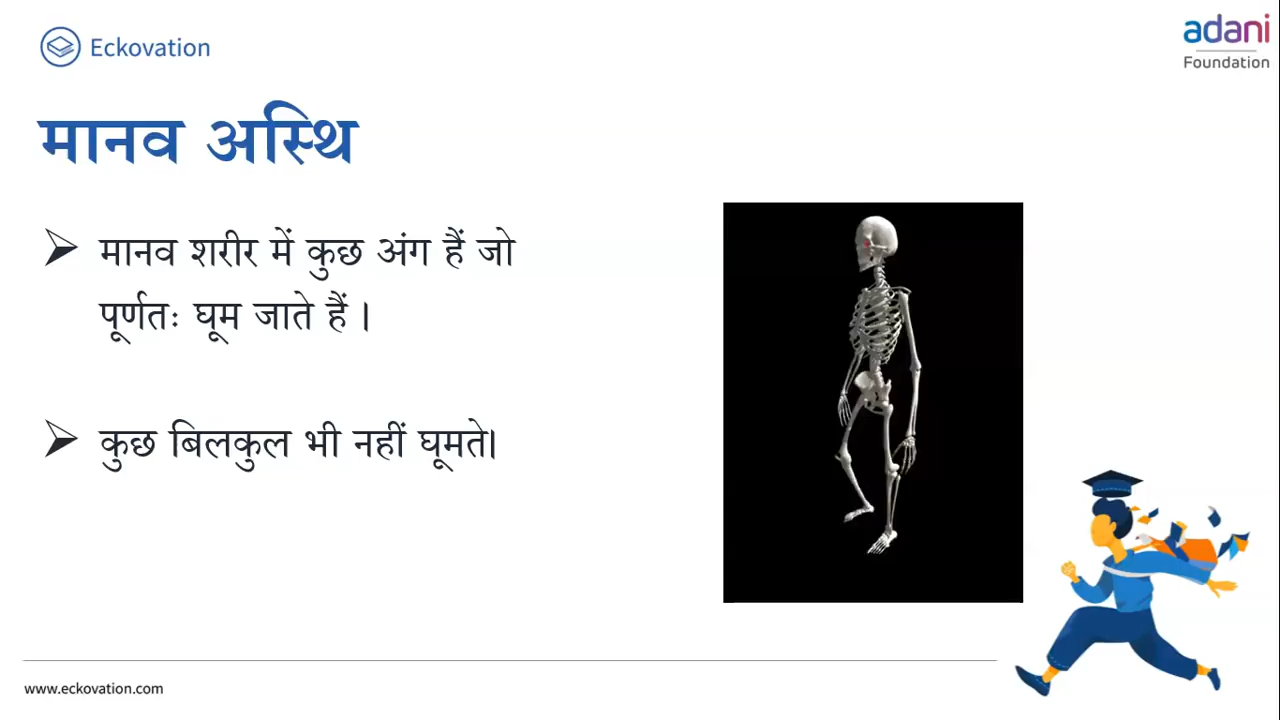 Eckovation
adani
Foundation
मानव अस्थि
➢ मानव शरीर में कुछ अंग हैं जो
पूर्णतः घूम जाते हैं ।
➢ कुछ बिलकुल भी नहीं घूमते।
www.eckovation.com